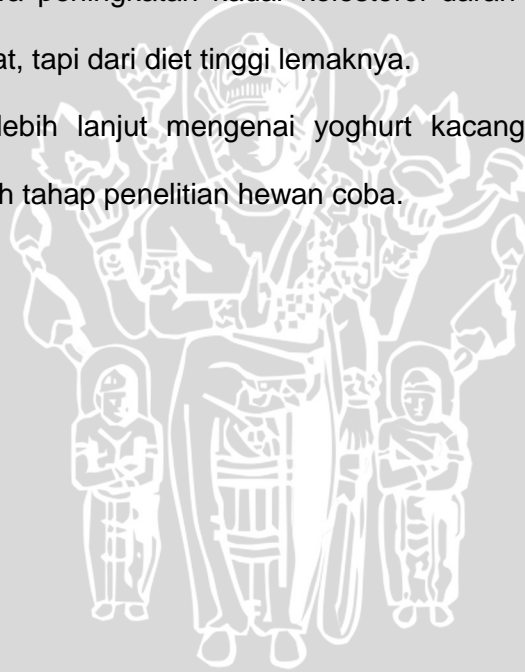 peningkatan kadar kolesterol darah
at, tapi dari diet tinggi lemaknya.
lebih lanjut mengenai yoghurt kacang
h tahap penelitian hewan coba.